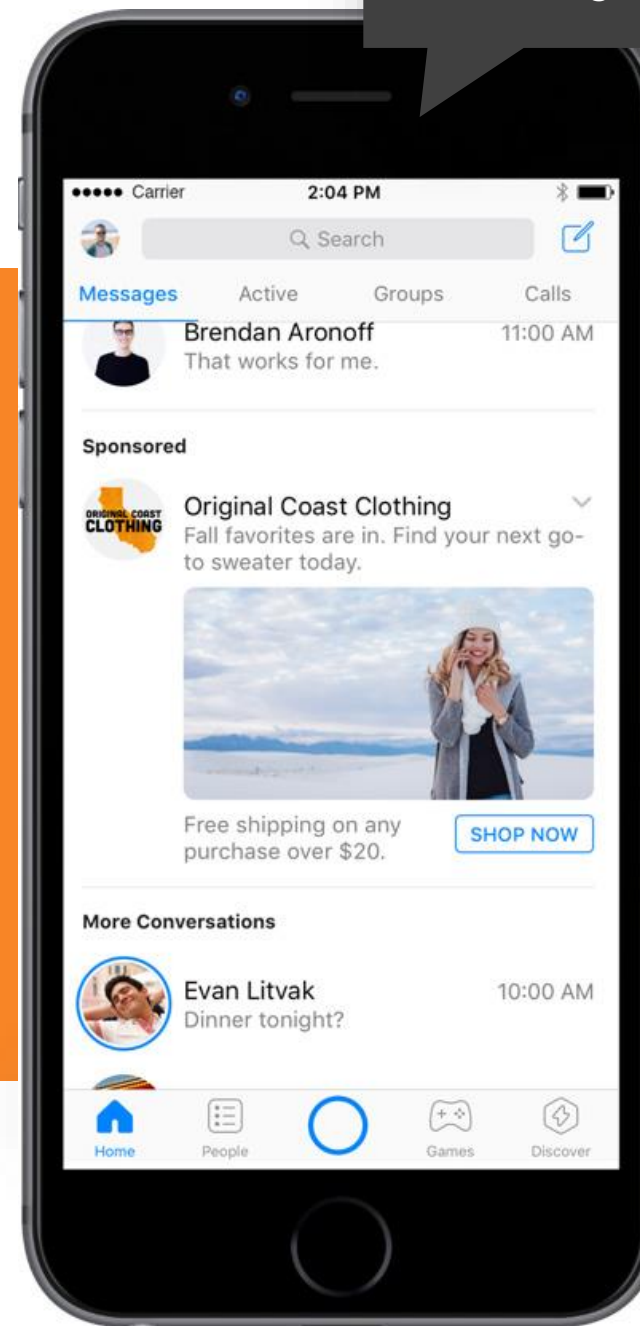 Carrier 2:04 PM
Search
Messages Active Groups Calls
Brendan Aronoff 11:00 AM
That works for me.
Sponsored
ORIGINAL COAST
CLOTHING
Original Coast Clothing
Fall favorites are in. Find your next go-
to sweater today.
Free shipping on any
purchase over $20.
SHOP NOW
More Conversations
Evan Litvak 10:00 AM
Dinner tonight?
Home People Games Discover